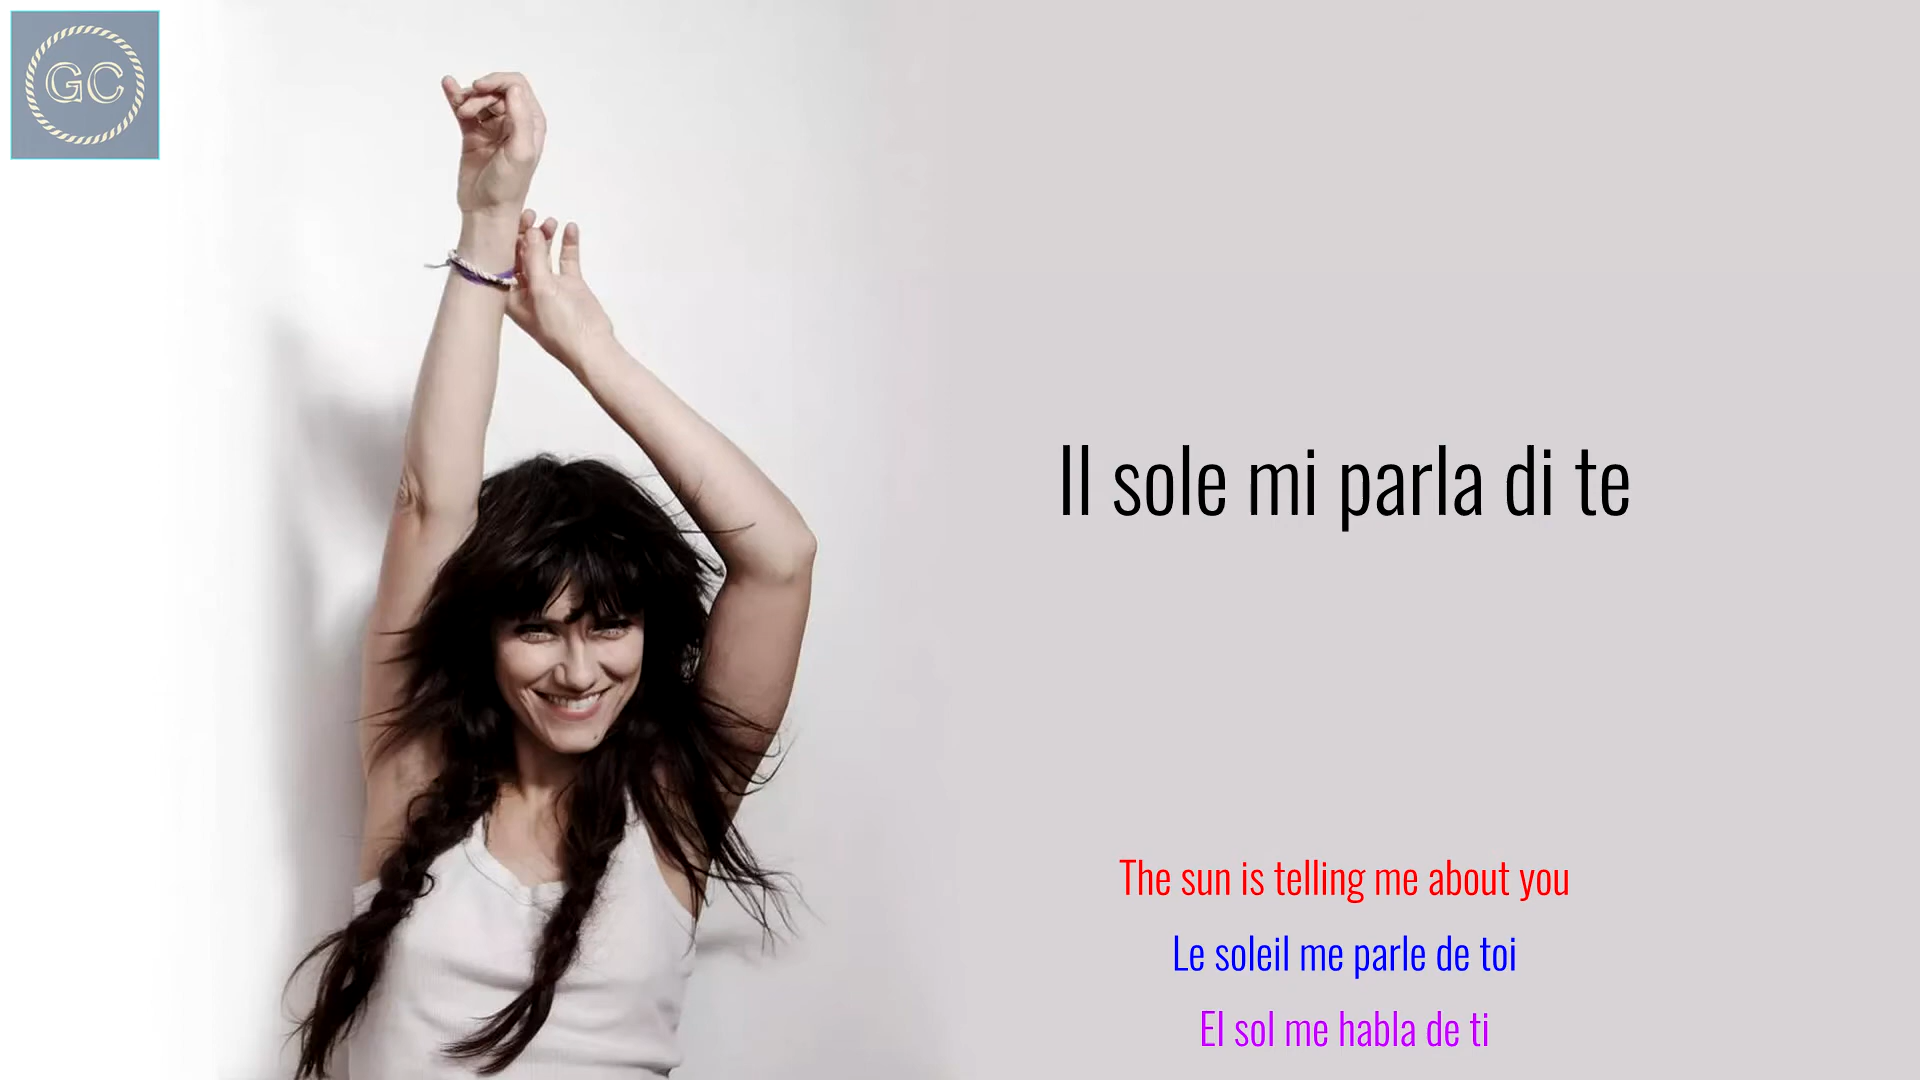 GC
Il sole mi parla di te
The sun is telling me about you
Le soleil me parle de toi
El sol me habla de ti